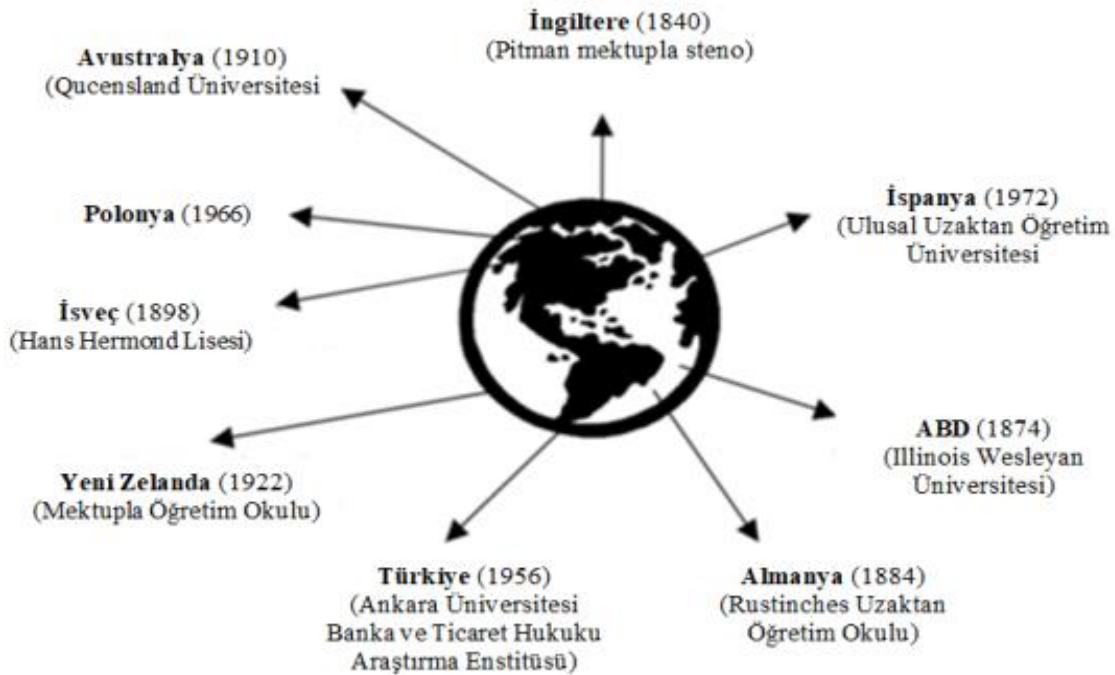 İngiltere (1840)
(Pitman mektupla steno)
Avustralya (1910)
(Qucensland Üniversitesi
Polonya (1966)
İspanya (1972)
(Ulusal Uzaktan Öğretim
Üniversitesi
İsveç (1898)
(Hans Hermond Lisesi)
ABD (1874)
(Illinois Wesleyan
Üniversitesi)
Yeni Zelanda (1922)
(Mektupla Öğretim Okulu)
Türkiye (1956)
(Ankara Üniversitesi
Banka ve Ticaret Hukuku
Araştırma Enstitüsü)
Almanya (1884)
(Rustinches Uzaktan
Öğretim Okulu)